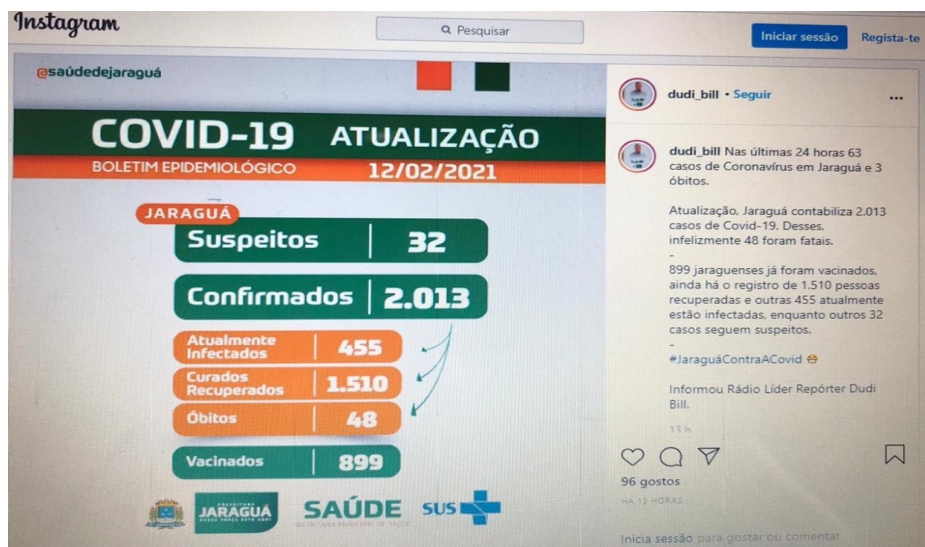 Instagram
Pesquisar
Iniciar sessão
Regista-te
@saúdedejaraguá
COVID-19 ATUALIZAÇÃO
BOLETIM EPIDEMIOLÓGICO 12/02/2021
JARAGUÁ
Suspeitos 32
Confirmados 2.013
Atualmente
Infectados 455
Curados
Recuperados 1.510
Óbitos 48
Vacinados 899
PREFEITURA
JARAGUÁ
SAÚDE
SECRETARIA MUNICIPAL DE SAÚDE
SUS
dudi_bill • Seguir
dudi_bill Nas últimas 24 horas 63
casos de Coronavírus em Jaraguá e 3
óbitos.
Atualização, Jaraguá contabiliza 2.013
casos de Covid-19. Desses,
infelizmente 48 foram fatais.
-
899 jaraguenses já foram vacinados,
ainda há o registro de 1.510 pessoas
recuperadas e outras 455 atualmente
estão infectadas, enquanto outros 32
casos seguem suspeitos.
-
#JaraguáContraACovid 😷
Informou Rádio Líder Repórter Dudi
Bill.
13 h
96 gostos
HÁ 13 HORAS
Inicia sessão para gostar ou comentar